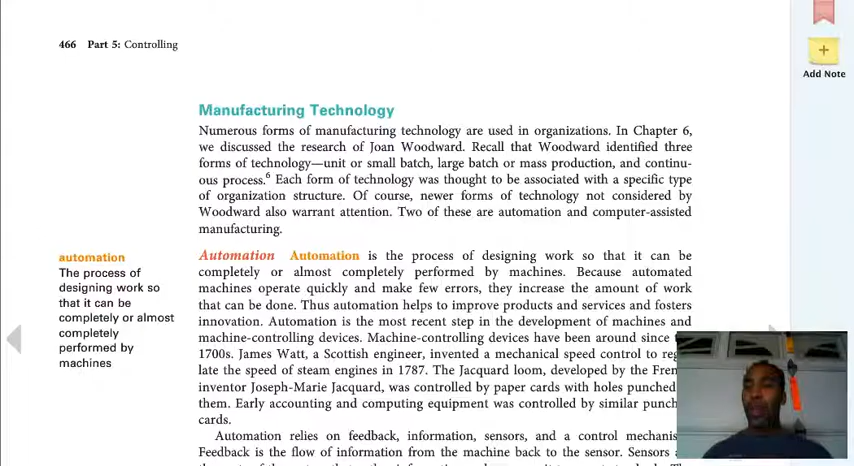 466 Part 5: Controlling
Add Note
Manufacturing Technology
Numerous forms of manufacturing technology are used in organizations. In Chapter 6,
we discussed the research of Joan Woodward. Recall that Woodward identified three
forms of technology—unit or small batch, large batch or mass production, and continu-
ous process.6 Each form of technology was thought to be associated with a specific type
of organization structure. Of course, newer forms of technology not considered by
Woodward also warrant attention. Two of these are automation and computer-assisted
manufacturing.
automation
The process of
designing work so
that it can be
completely or almost
completely
performed by
machines
Automation Automation is the process of designing work so that it can be
completely or almost completely performed by machines. Because automated
machines operate quickly and make few errors, they increase the amount of work
that can be done. Thus automation helps to improve products and services and fosters
innovation. Automation is the most recent step in the development of machines and
machine-controlling devices. Machine-controlling devices have been around since
1700s. James Watt, a Scottish engineer, invented a mechanical speed control to
late the speed of steam engines in 1787. The Jacquard loom, developed by the
inventor Joseph-Marie Jacquard, was controlled by paper cards with holes punched
them. Early accounting and computing equipment was controlled by similar
cards.
Automation relies on feedback, information, sensors, and a control
Feedback is the flow of information from the machine back to the sensor. Sensors